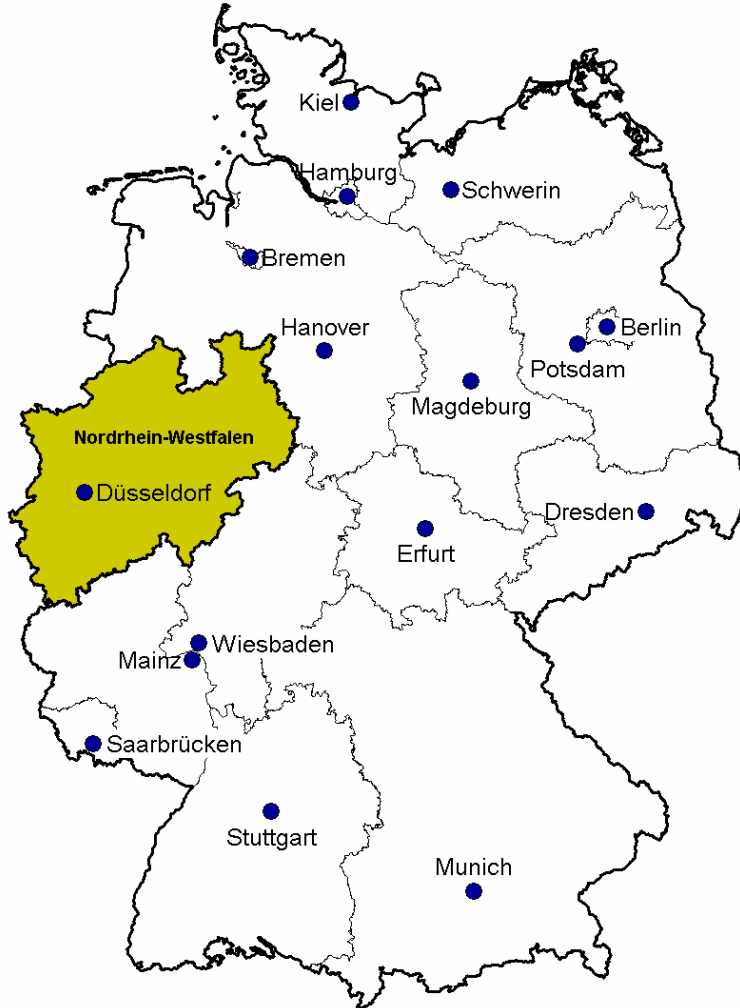 Kiel
Hamburg
Schwerin
Bremen
Hanover
Berlin
Potsdam
Magdeburg
Nordrhein-Westfalen
Düsseldorf
Dresden
Erfurt
Wiesbaden
Mainz
Saarbrücken
Stuttgart
Munich